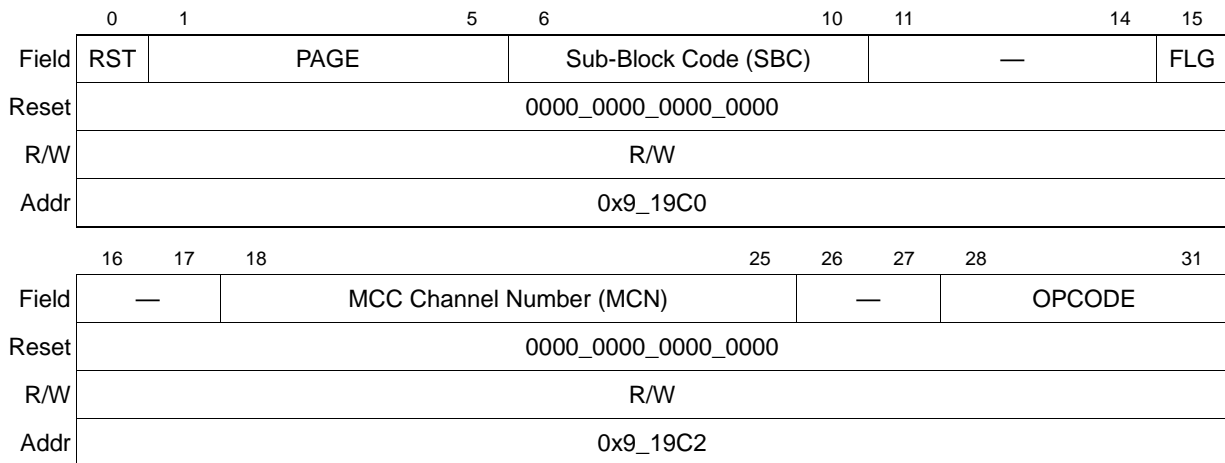 0 1 5 6 10 11 14 15
Field RST PAGE Sub-Block Code (SBC) — FLG
Reset 0000_0000_0000_0000
R/W R/W
Addr 0x9_19C0
16 17 18 25 26 27 28 31
Field — MCC Channel Number (MCN) — OPCODE
Reset 0000_0000_0000_0000
R/W R/W
Addr 0x9_19C2